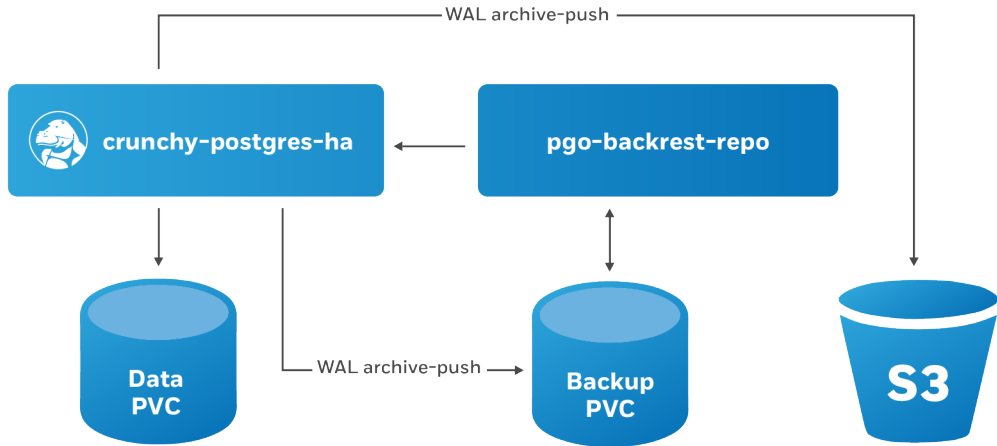 WAL archive-push
crunchy-postgres-ha
pgo-backrest-repo
WAL archive-push
Data
PVC
Backup
PVC
S3